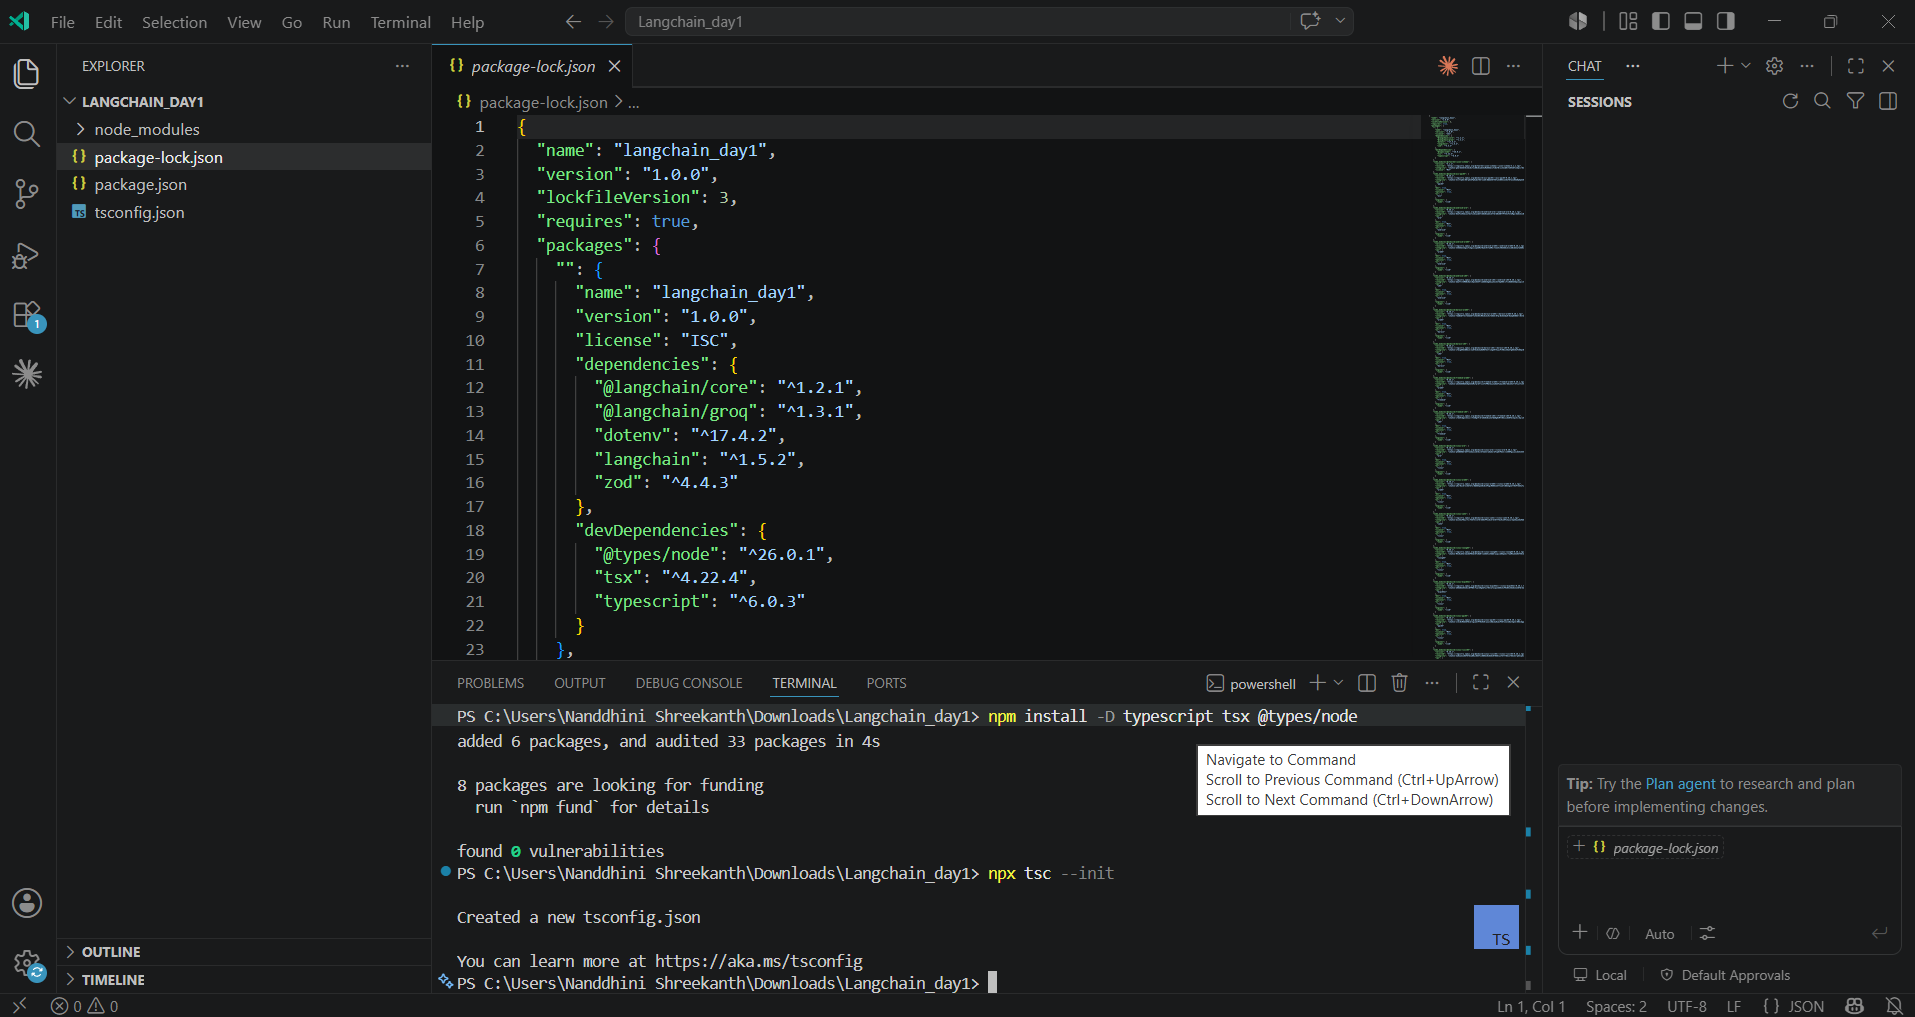 File Edit Selection View Go Run Terminal Help
Langchain_day1
EXPLORER
LANGCHAIN_DAY1
node_modules
{} package-lock.json
{} package.json
TS tsconfig.json
1
OUTLINE
TIMELINE
{} package-lock.json
{} package-lock.json > ...
1 {
2 "name": "langchain_day1",
3 "version": "1.0.0",
4 "lockfileVersion": 3,
5 "requires": true,
6 "packages": {
7 "": {
8 "name": "langchain_day1",
9 "version": "1.0.0",
10 "license": "ISC",
11 "dependencies": {
12 "@langchain/core": "^1.2.1",
13 "@langchain/groq": "^1.3.1",
14 "dotenv": "^17.4.2",
15 "langchain": "^1.5.2",
16 "zod": "^4.4.3"
17 },
18 "devDependencies": {
19 "@types/node": "^26.0.1",
20 "tsx": "^4.22.4",
21 "typescript": "^6.0.3"
22 }
23 },
PROBLEMS OUTPUT DEBUG CONSOLE TERMINAL PORTS
powershell
PS C:\Users\Nanddhini Shreekanth\Downloads\Langchain_day1> npm install -D typescript tsx @types/node
added 6 packages, and audited 33 packages in 4s
8 packages are looking for funding
run `npm fund` for details
found 0 vulnerabilities
PS C:\Users\Nanddhini Shreekanth\Downloads\Langchain_day1> npx tsc --init
Created a new tsconfig.json
TS
You can learn more at https://aka.ms/tsconfig
PS C:\Users\Nanddhini Shreekanth\Downloads\Langchain_day1>
Navigate to Command
Scroll to Previous Command (Ctrl+UpArrow)
Scroll to Next Command (Ctrl+DownArrow)
CHAT
SESSIONS
Tip: Try the Plan agent to research and plan
before implementing changes.
{} package-lock.json
Auto
Local Default Approvals
0 0
Ln 1, Col 1 Spaces: 2 UTF-8 LF {} JSON